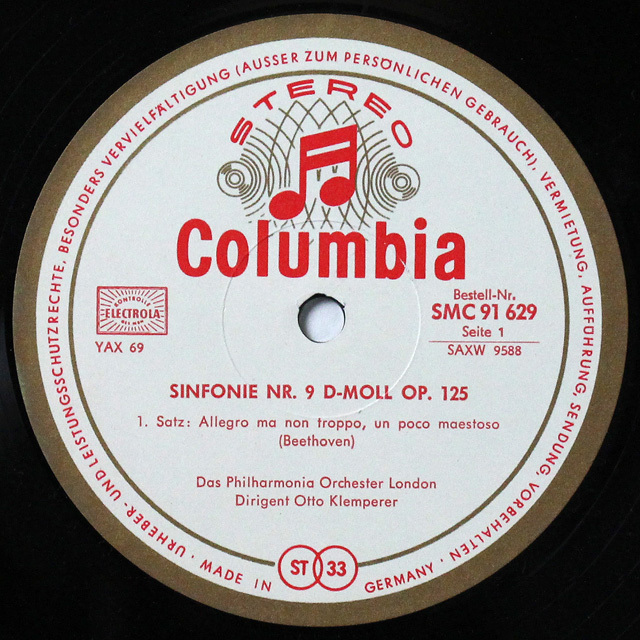 URHEBER- UND LEISTUNGSSCHUTZRECHTE, BESONDERS VERVIELFÄLTIGUNG (AUSSER ZUM PERSÖNLICHEN GEBRAUCH), VERMIETUNG, AUFFÜHRUNG, SENDUNG, VORBEHALTEN ·
STEREO
Columbia
ELECTROLA
YAX 69
Bestell-Nr.
SMC 91 629
Seite 1
SAXW 9588
SINFONIE NR. 9 D-MOLL OP. 125
1. Satz: Allegro ma non troppo, un poco maestoso
(Beethoven)
Das Philharmonia Orchester London
Dirigent Otto Klemperer
· MADE IN GERMANY ·
ST 33